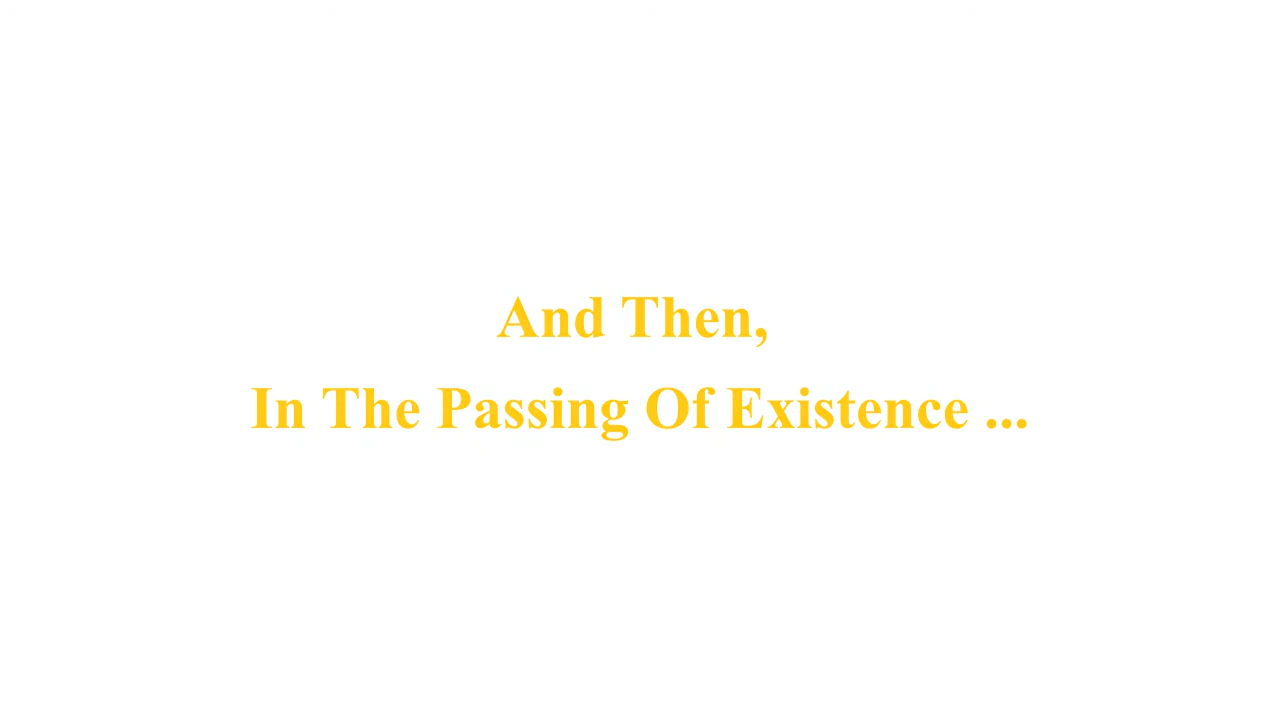 And Then,
In The Passing Of Existence ...